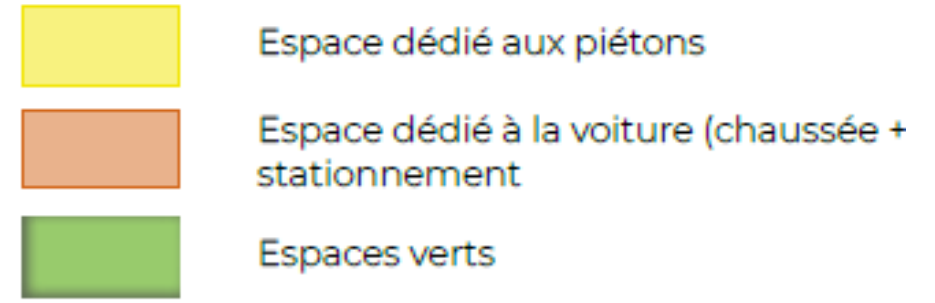 Espace dédié aux piétons
Espace dédié à la voiture (chaussée +
stationnement
Espaces verts